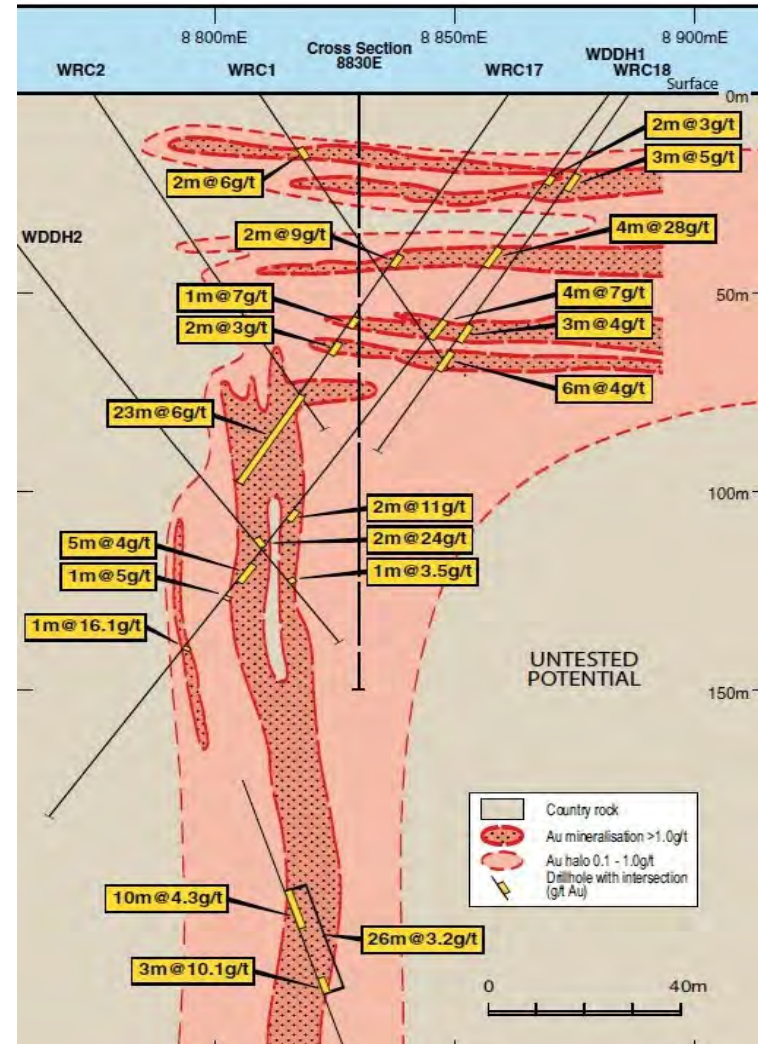 8 800mE
8 850mE
8 900mE
Cross Section
8830E
WRC2
WRC1
WRC17
WDDH1
WRC18
Surface
0m
2m@3g/t
3m@5g/t
2m@6g/t
4m@28g/t
2m@9g/t
WDDH2
1m@7g/t
4m@7g/t
50m
2m@3g/t
3m@4g/t
6m@4g/t
23m@6g/t
100m
2m@11g/t
5m@4g/t
2m@24g/t
1m@5g/t
1m@3.5g/t
1m@16.1g/t
UNTESTED
POTENTIAL
150m
Country rock
Au mineralisation >1.0g/t
Au halo 0.1 - 1.0g/t
Drillhole with intersection
(g/t Au)
10m@4.3g/t
26m@3.2g/t
3m@10.1g/t
0
40m